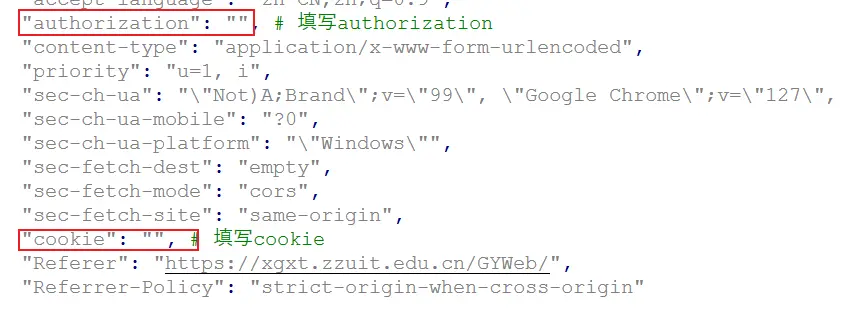 "accept-language": "zh-CN,zh;q=0.9",
"authorization": "", # 填写authorization
"content-type": "application/x-www-form-urlencoded",
"priority": "u=1, i",
"sec-ch-ua": "\"Not)A;Brand\";v=\"99\", \"Google Chrome\";v=\"127\",
"sec-ch-ua-mobile": "?0",
"sec-ch-ua-platform": "\"Windows\"",
"sec-fetch-dest": "empty",
"sec-fetch-mode": "cors",
"sec-fetch-site": "same-origin",
"cookie": "", # 填写cookie
"Referer": "https://xgxt.zzuit.edu.cn/GYWeb/",
"Referrer-Policy": "strict-origin-when-cross-origin"